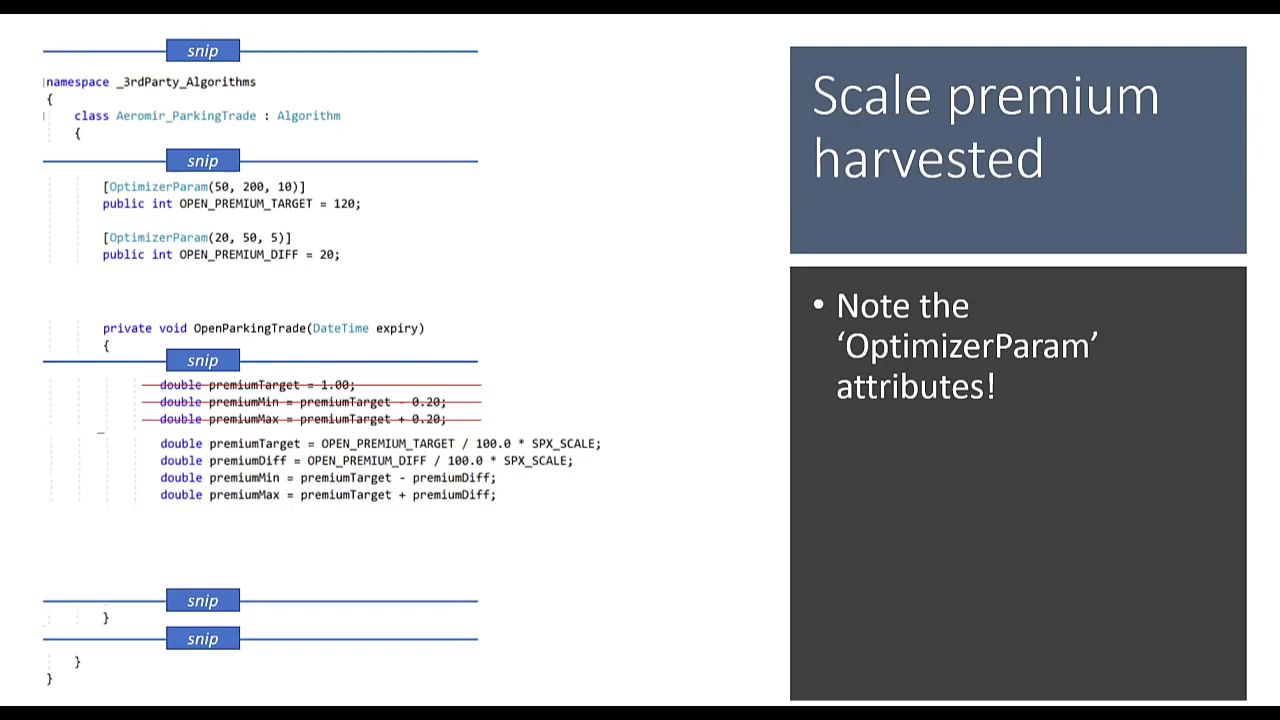 snip
namespace _3rdParty_Algorithms
{
class Aeromir_ParkingTrade : Algorithm
{
snip
[OptimizerParam(50, 200, 10)]
public int OPEN_PREMIUM_TARGET = 120;
[OptimizerParam(20, 50, 5)]
public int OPEN_PREMIUM_DIFF = 20;
private void OpenParkingTrade(DateTime expiry)
{
snip
double premiumTarget = 1.00;
double premiumMin = premiumTarget - 0.20;
double premiumMax = premiumTarget + 0.20;
double premiumTarget = OPEN_PREMIUM_TARGET / 100.0 * SPX_SCALE;
double premiumDiff = OPEN_PREMIUM_DIFF / 100.0 * SPX_SCALE;
double premiumMin = premiumTarget - premiumDiff;
double premiumMax = premiumTarget + premiumDiff;
snip
}
snip
}
}
Scale premium
harvested
• Note the
‘OptimizerParam’
attributes!